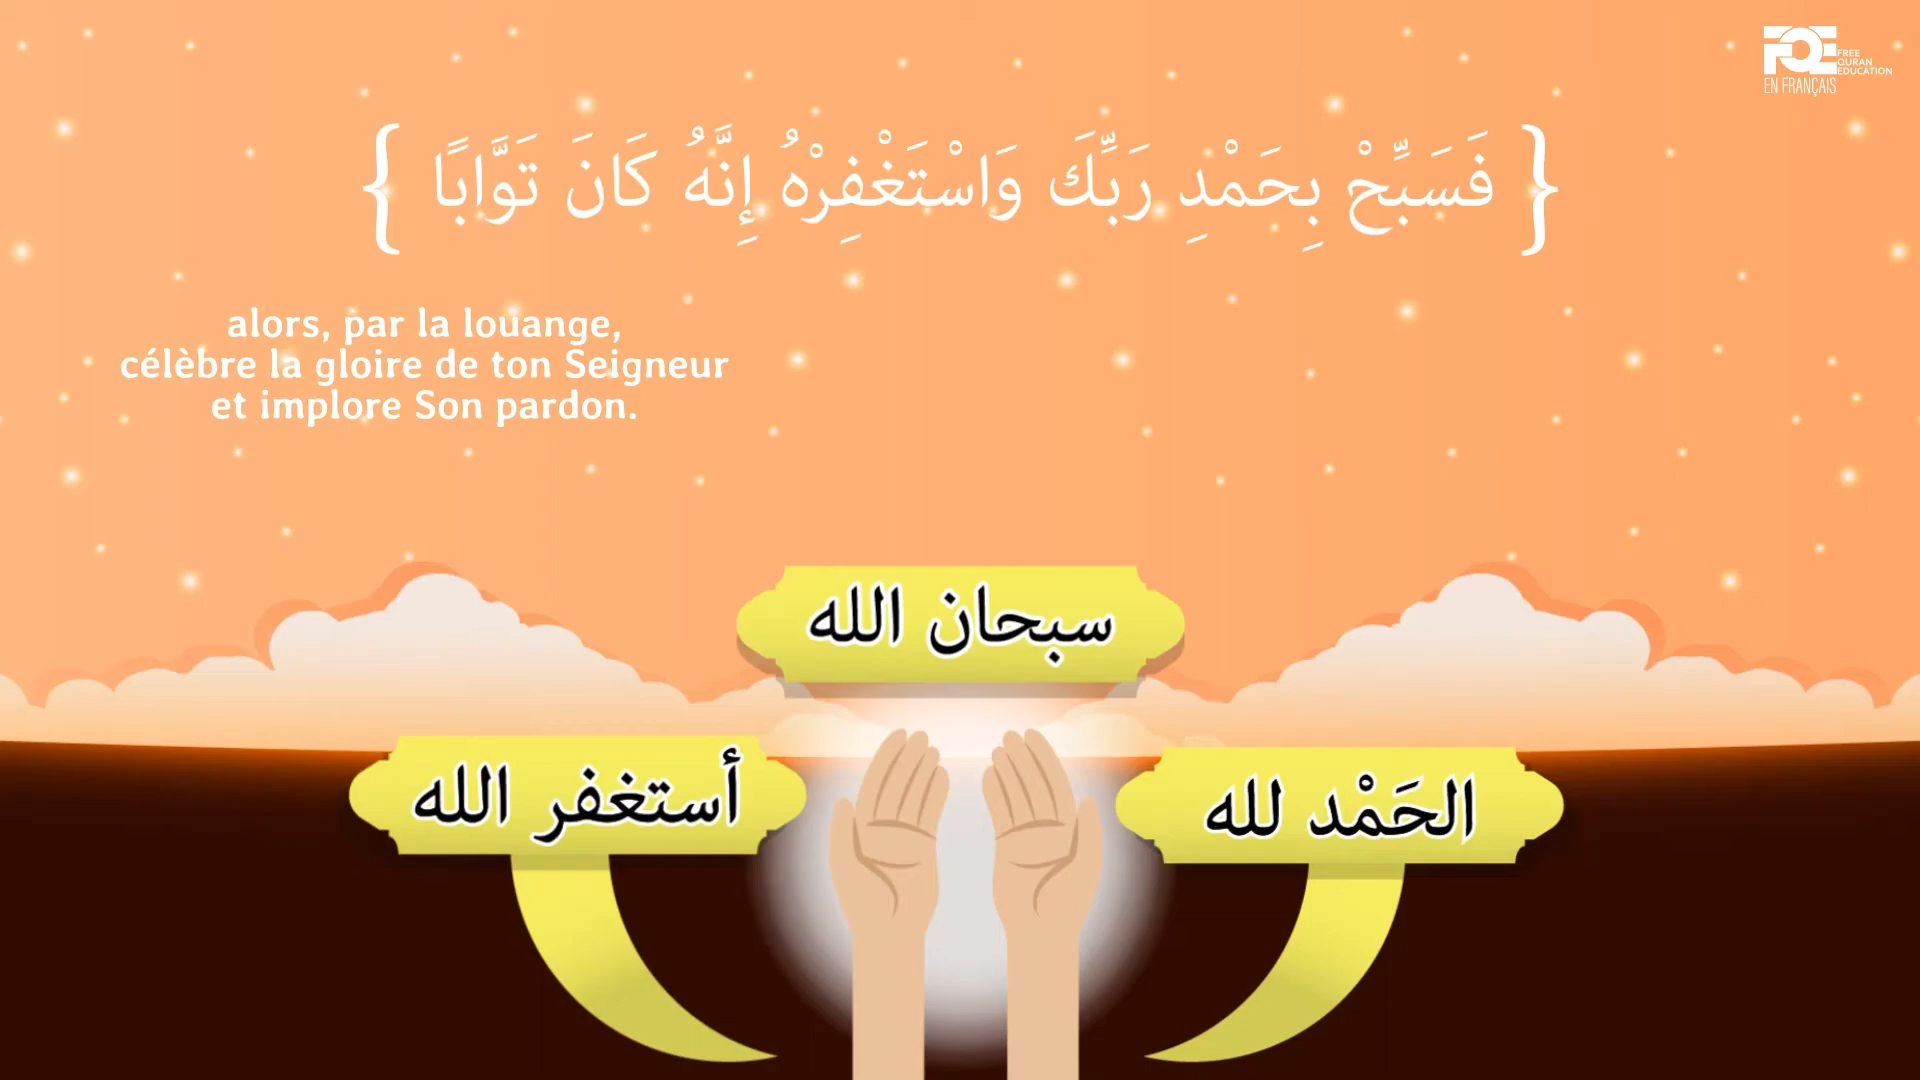 FQE
FREE
QURAN
EDUCATION
EN FRANÇAIS
{ فَسَبِّحْ بِحَمْدِ رَبِّكَ وَاسْتَغْفِرْهُ إِنَّهُ كَانَ تَوَّابًا }
alors, par la louange,
célèbre la gloire de ton Seigneur
et implore Son pardon.
سبحان الله
الحَمْد لله
أستغفر الله